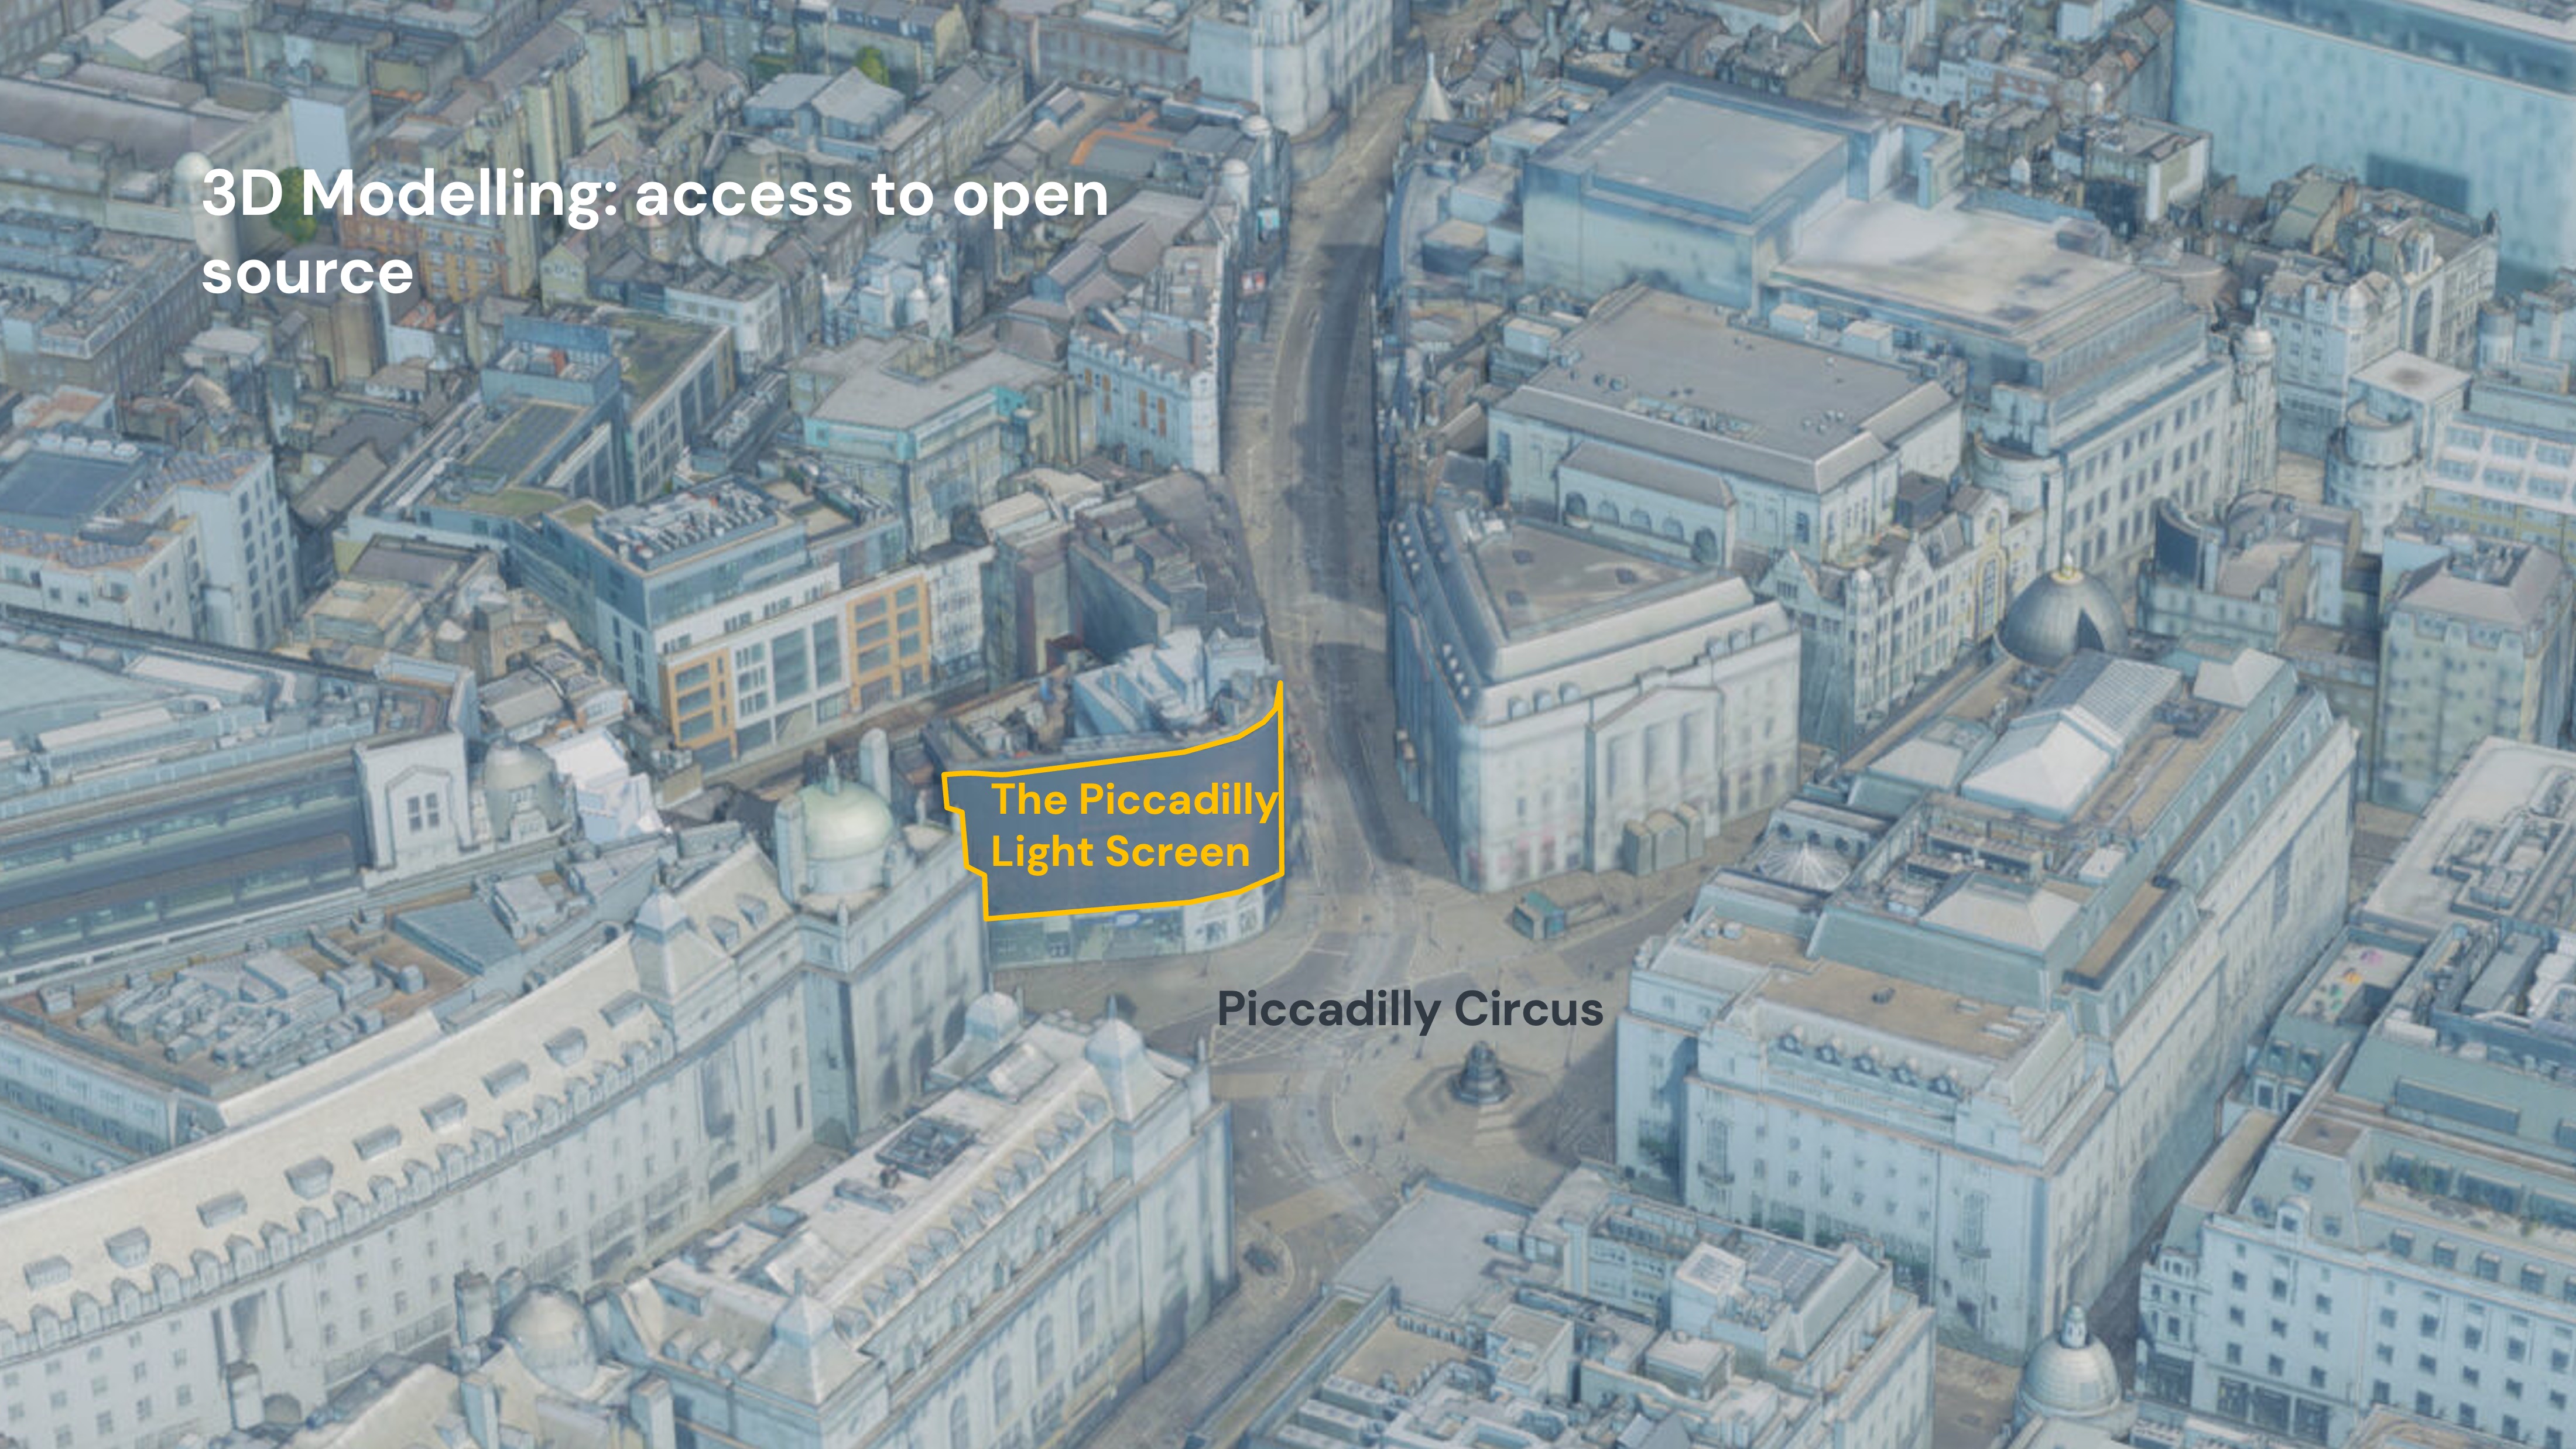 3D Modelling: access to open
source
The Piccadilly
Light Screen
Piccadilly Circus